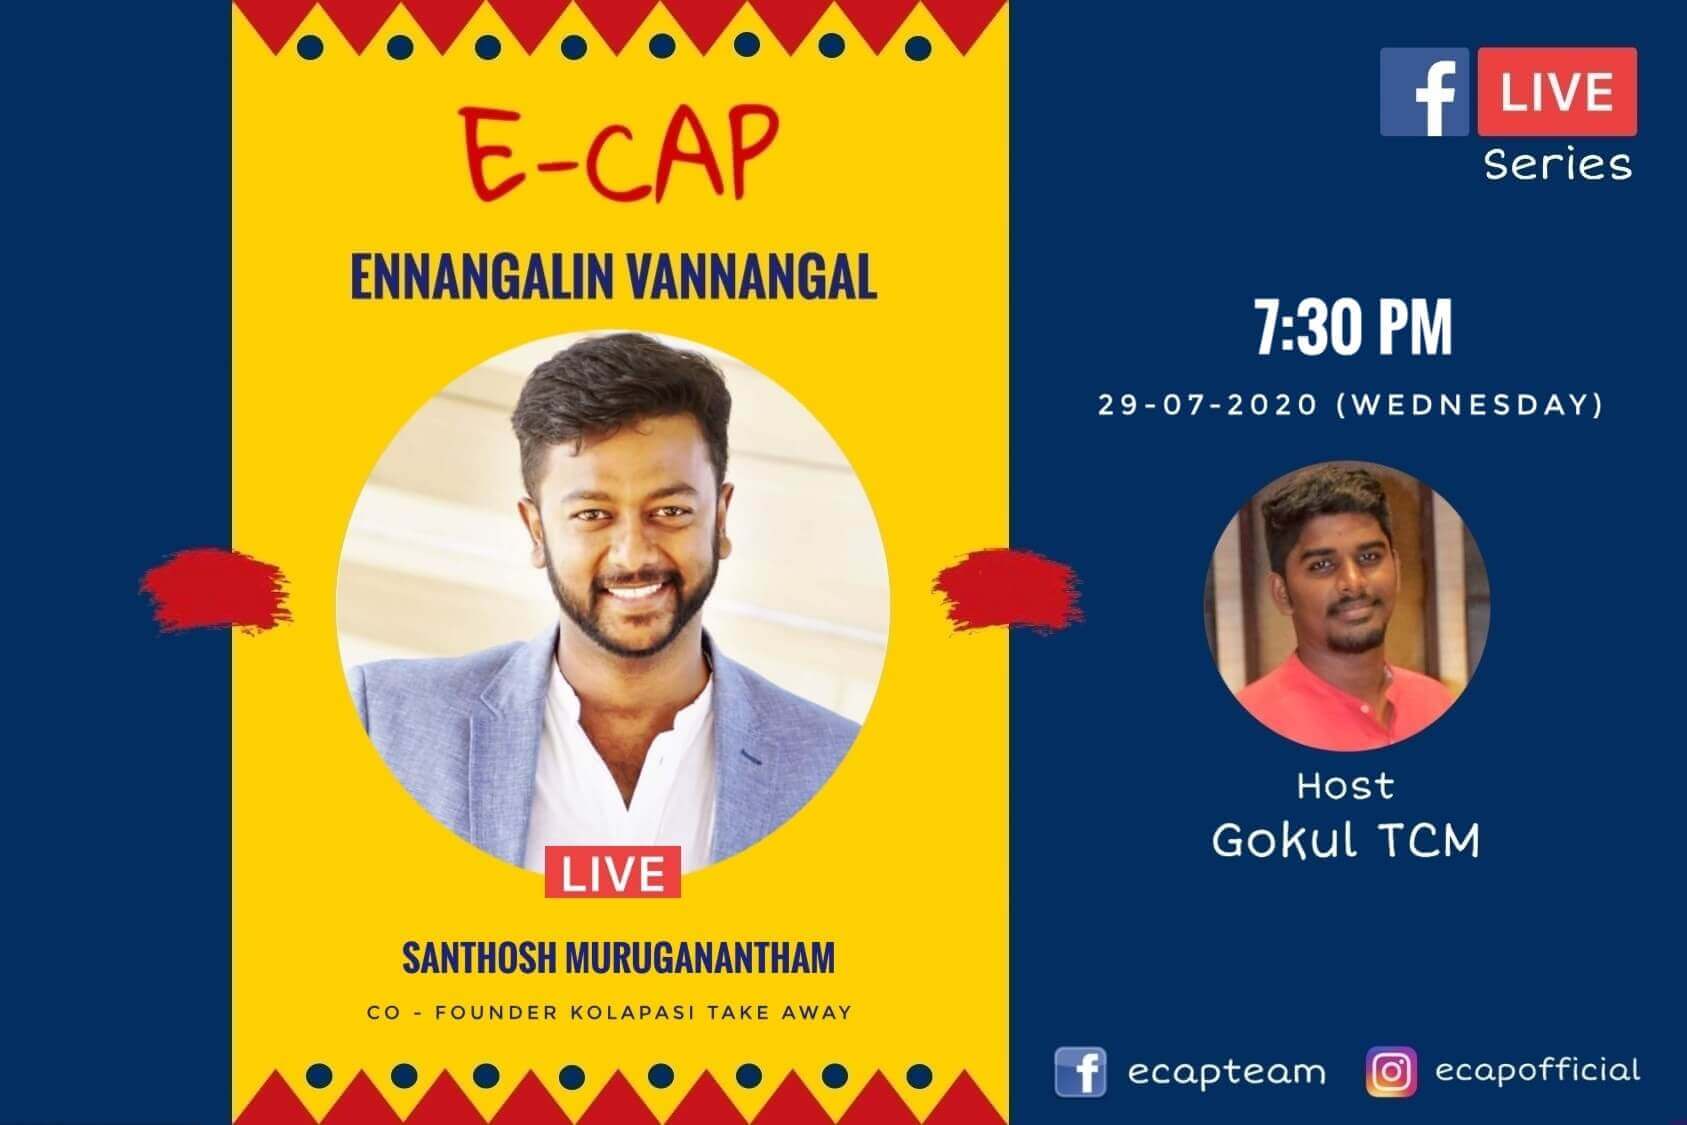 E-CAP
ENNANGALIN VANNANGAL
LIVE
SANTHOSH MURUGANANTHAM
CO - FOUNDER KOLAPASI TAKE AWAY
f LIVE
Series
7:30 PM
29-07-2020 (WEDNESDAY)
Host
Gokul TCM
f ecapteam ecapofficial